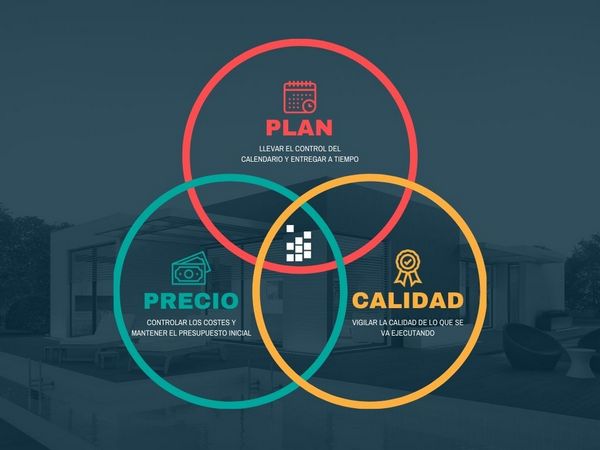 PLAN
LLEVAR EL CONTROL DEL
CALENDARIO Y ENTREGAR A TIEMPO
PRECIO
CONTROLAR LOS COSTES Y
MANTENER EL PRESUPUESTO INICIAL
CALIDAD
VIGILAR LA CALIDAD DE LO QUE SE
VA EJECUTANDO